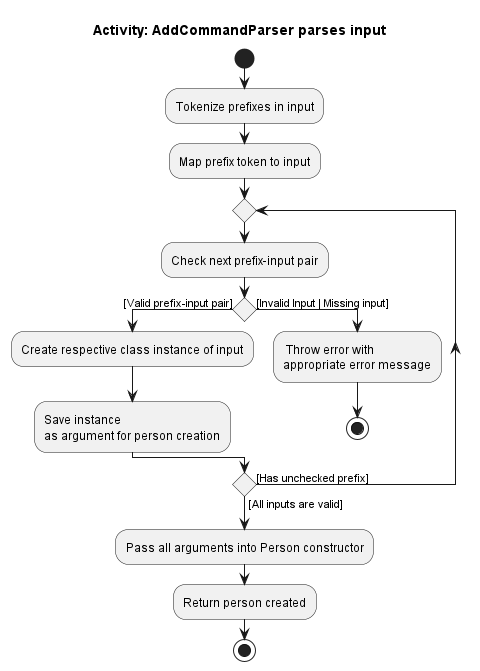 Activity: AddCommandParser parses input
Tokenize prefixes in input
Map prefix token to input
Check next prefix-input pair
[Valid prefix-input pair]
[Invalid Input | Missing input]
Create respective class instance of input
Throw error with
appropriate error message
Save instance
as argument for person creation
[Has unchecked prefix]
[All inputs are valid]
Pass all arguments into Person constructor
Return person created